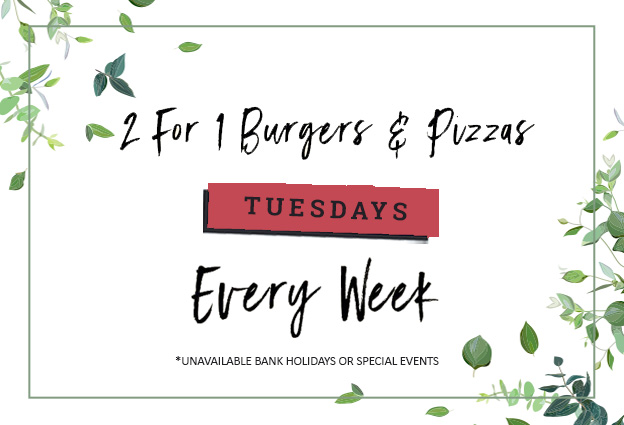 2 For 1 Burgers & Pizzas
TUESDAYS
Every Week
*UNAVAILABLE BANK HOLIDAYS OR SPECIAL EVENTS